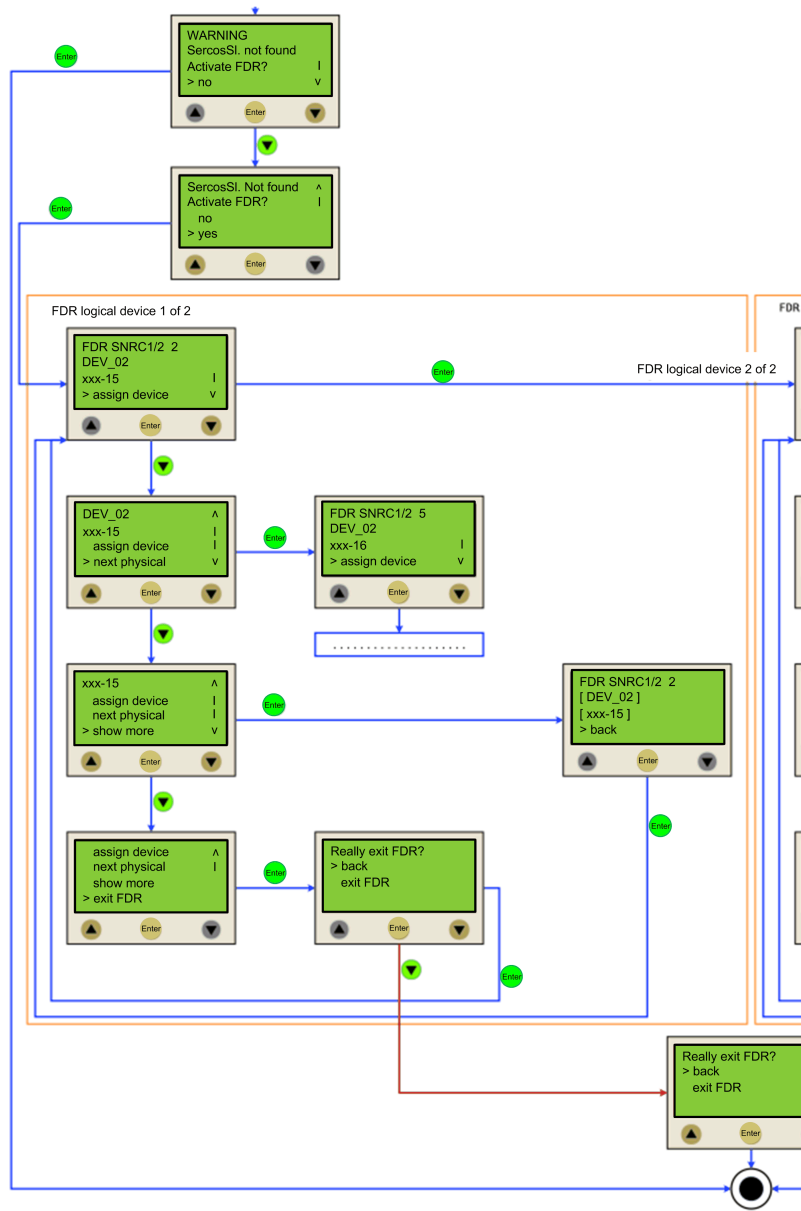 WARNING
SercosSl. not found
Activate FDR? I
> no v
Enter
Enter
SercosSl. Not found ^
Activate FDR? I
no
> yes
Enter
Enter
FDR logical device 1 of 2
FDR
FDR SNRC1/2 2
DEV_02
xxx-15 I
> assign device v
Enter
Enter
FDR logical device 2 of 2
DEV_02 ^
xxx-15 I
assign device I
> next physical v
Enter
Enter
FDR SNRC1/2 5
DEV_02
xxx-16 I
> assign device v
Enter
....................
xxx-15 ^
assign device I
next physical I
> show more v
Enter
Enter
FDR SNRC1/2 2
[ DEV_02 ]
[ xxx-15 ]
> back
Enter
Enter
assign device ^
next physical I
show more
> exit FDR
Enter
Enter
Really exit FDR?
> back
exit FDR
Enter
Enter
Really exit FDR?
> back
exit FDR
Enter